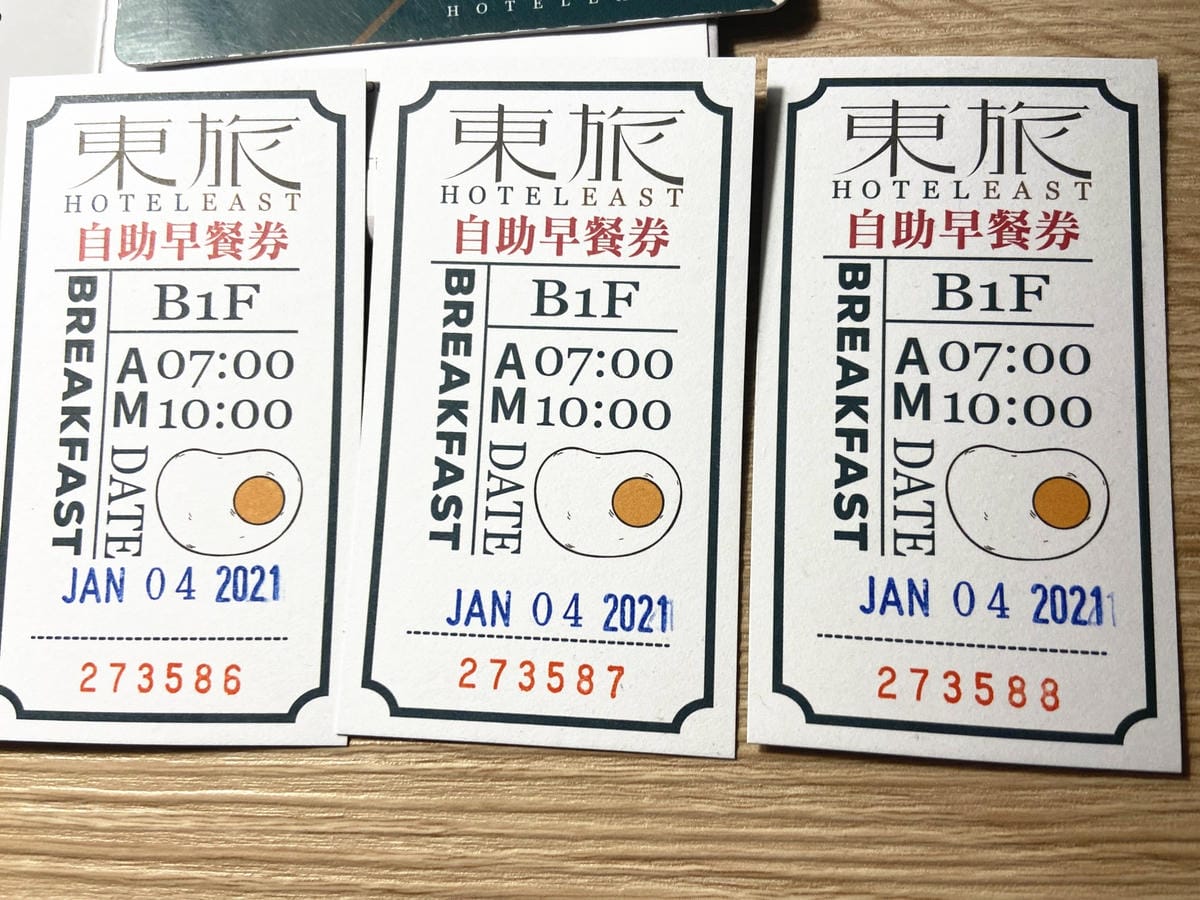 HOTELEA
東旅
HOTELEAST
自助早餐券
BREAKFAST
B1F
AM 07:00
10:00
DATE
JAN 04 2021
273586
東旅
HOTELEAST
自助早餐券
BREAKFAST
B1F
AM 07:00
10:00
DATE
JAN 04 2021
273587
東旅
HOTELEAST
自助早餐券
BREAKFAST
B1F
AM 07:00
10:00
DATE
JAN 04 2021
273588